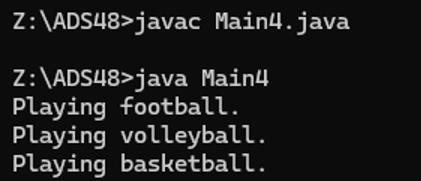 Z:\ADS48>javac Main4.java
Z:\ADS48>java Main4
Playing football.
Playing volleyball.
Playing basketball.